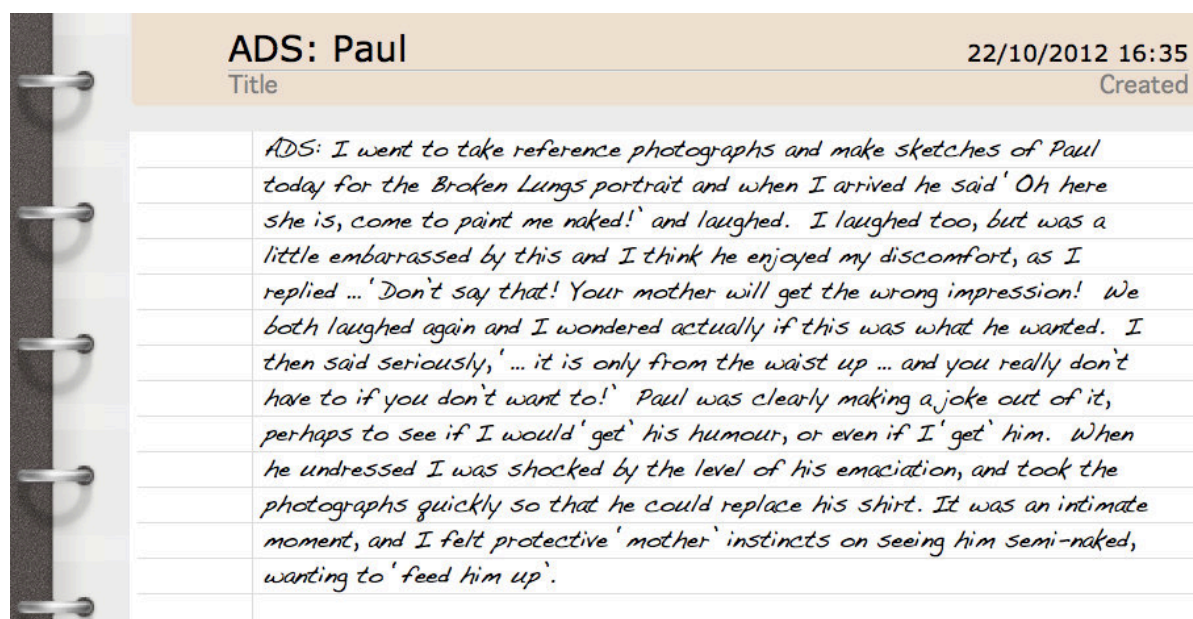 ADS: Paul
22/10/2012 16:35
Title
Created
ADS: I went to take reference photographs and make sketches of Paul
today for the Broken Lungs portrait and when I arrived he said ‘Oh here
she is, come to paint me naked!‛ and laughed.  I laughed too, but was a
little embarrassed by this and I think he enjoyed my discomfort, as I
replied ...‘Don't say that! Your mother will get the wrong impression!  We
both laughed again and I wondered actually if this was what he wanted.  I
then said seriously,‘... it is only from the waist up ... and you really don't
have to if you don't want to!‛  Paul was clearly making a joke out of it,
perhaps to see if I would ‘get‛ his humour, or even if I ‘get‛ him.  When
he undressed I was shocked by the level of his emaciation, and took the
photographs quickly so that he could replace his shirt. It was an intimate
moment, and I felt protective ‘mother‛ instincts on seeing him semi-naked,
wanting to ‘feed him up‛.